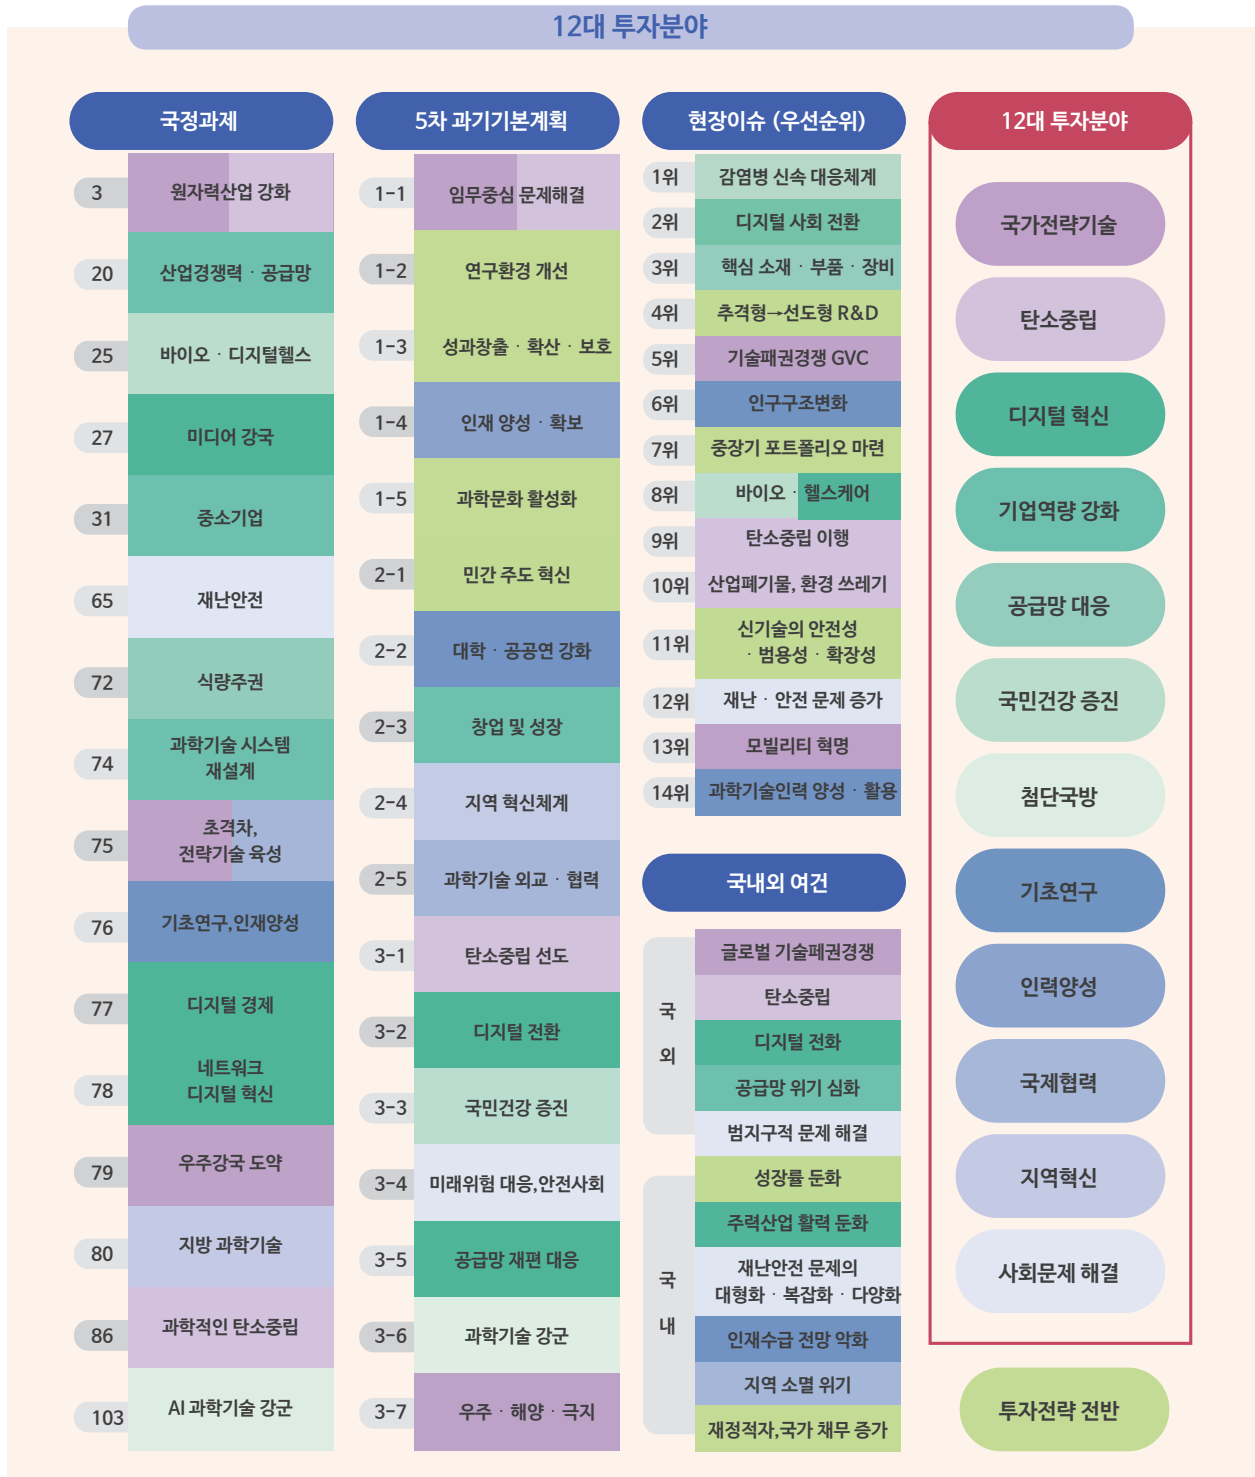 12대 투자분야
국정과제
3 원자력산업 강화
20 산업경쟁력 · 공급망
25 바이오 · 디지털헬스
27 미디어 강국
31 중소기업
65 재난안전
72 식량주권
74 과학기술 시스템
재설계
75 초격차,
전략기술 육성
76 기초연구,인재양성
77 디지털 경제
78 네트워크
디지털 혁신
79 우주강국 도약
80 지방 과학기술
86 과학적인 탄소중립
103 AI 과학기술 강군
5차 과기기본계획
1-1 임무중심 문제해결
1-2 연구환경 개선
1-3 성과창출 · 확산 · 보호
1-4 인재 양성 · 확보
1-5 과학문화 활성화
2-1 민간 주도 혁신
2-2 대학 · 공공연 강화
2-3 창업 및 성장
2-4 지역 혁신체계
2-5 과학기술 외교 · 협력
3-1 탄소중립 선도
3-2 디지털 전환
3-3 국민건강 증진
3-4 미래위험 대응,안전사회
3-5 공급망 재편 대응
3-6 과학기술 강군
3-7 우주 · 해양 · 극지
현장이슈 (우선순위)
1위 감염병 신속 대응체계
2위 디지털 사회 전환
3위 핵심 소재 · 부품 · 장비
4위 추격형→선도형 R&D
5위 기술패권경쟁 GVC
6위 인구구조변화
7위 중장기 포트폴리오 마련
8위 바이오 · 헬스케어
9위 탄소중립 이행
10위 산업폐기물, 환경 쓰레기
11위 신기술의 안전성
· 범용성 · 확장성
12위 재난 · 안전 문제 증가
13위 모빌리티 혁명
14위 과학기술인력 양성 · 활용
국내외 여건
국외
글로벌 기술페권경쟁
탄소중립
디지털 전화
공급망 위기 심화
범지구적 문제 해결
국내
성장률 둔화
주력산업 활력 둔화
재난안전 문제의
대형화 · 복잡화 · 다양화
인재수급 전망 악화
지역 소멸 위기
재정적자,국가 채무 증가
12대 투자분야
국가전략기술
탄소중립
디지털 혁신
기업역량 강화
공급망 대응
국민건강 증진
첨단국방
기초연구
인력양성
국제협력
지역혁신
사회문제 해결
투자전략 전반